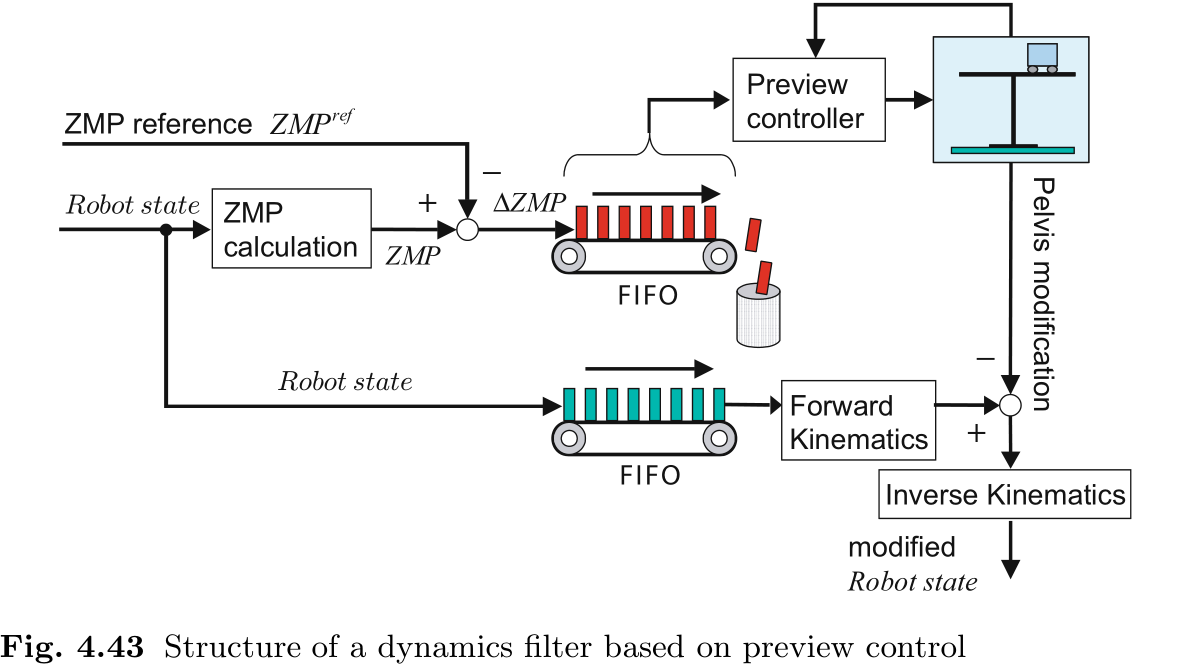 Preview
controller
ZMP reference ZMP^ref
−
Robot state
ZMP
calculation
+
ZMP
ΔZMP
FIFO
Pelvis modification
Robot state
FIFO
Forward
Kinematics
−
+
Inverse Kinematics
modified
Robot state
Fig. 4.43 Structure of a dynamics filter based on preview control